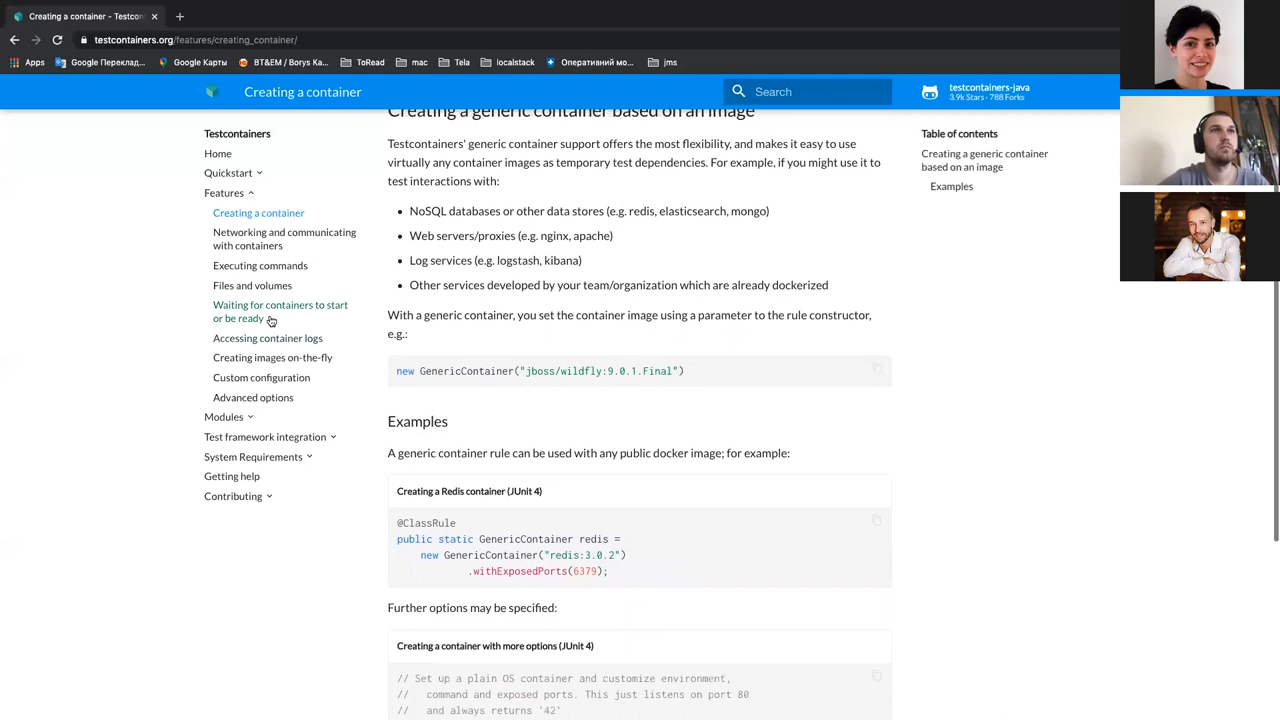 Creating a container - Testcont
testcontainers.org/features/creating_container/
Apps
Google Переклад...
Google Карты
BT&EM / Borys Ka...
ToRead
mac
Tela
localstack
Оперативний мо...
jms
Creating a container
Search
testcontainers-java
3.9k Stars · 788 Forks
Testcontainers
Home
Quickstart
Features
Creating a container
Networking and communicating
with containers
Executing commands
Files and volumes
Waiting for containers to start
or be ready
Accessing container logs
Creating images on-the-fly
Custom configuration
Advanced options
Modules
Test framework integration
System Requirements
Getting help
Contributing
Creating a generic container based on an image
Testcontainers' generic container support offers the most flexibility, and makes it easy to use
virtually any container images as temporary test dependencies. For example, if you might use it to
test interactions with:
• NoSQL databases or other data stores (e.g. redis, elasticsearch, mongo)
• Web servers/proxies (e.g. nginx, apache)
• Log services (e.g. logstash, kibana)
• Other services developed by your team/organization which are already dockerized
With a generic container, you set the container image using a parameter to the rule constructor,
e.g.:
new GenericContainer("jboss/wildfly:9.0.1.Final")
Examples
A generic container rule can be used with any public docker image; for example:
Creating a Redis container (JUnit 4)
@ClassRule
public static GenericContainer redis =
new GenericContainer("redis:3.0.2")
.withExposedPorts(6379);
Further options may be specified:
Creating a container with more options (JUnit 4)
// Set up a plain OS container and customize environment,
// command and exposed ports. This just listens on port 80
// and always returns '42'
Table of contents
Creating a generic container
based on an image
Examples